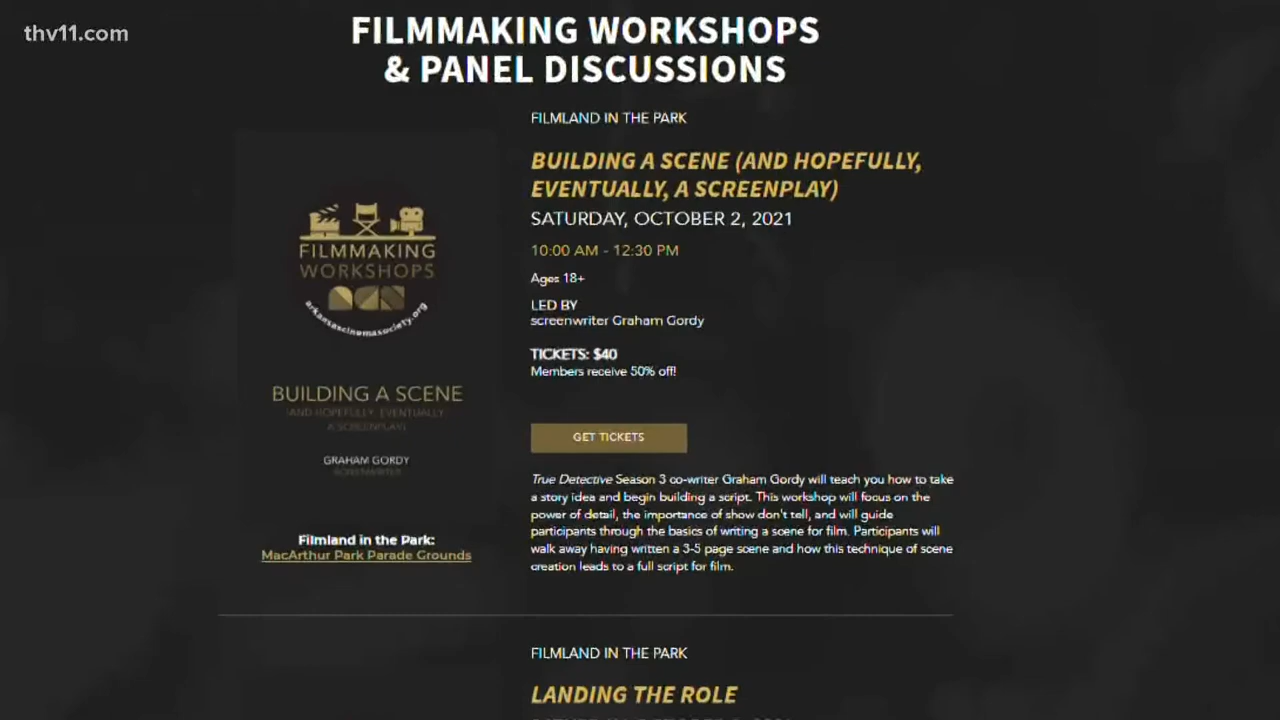 thv11.com
FILMMAKING WORKSHOPS
& PANEL DISCUSSIONS
FILMLAND IN THE PARK
BUILDING A SCENE (AND HOPEFULLY,
EVENTUALLY, A SCREENPLAY)
SATURDAY, OCTOBER 2, 2021
10:00 AM - 12:30 PM
Ages 18+
LED BY
screenwriter Graham Gordy
TICKETS: $40
Members receive 50% off!
GET TICKETS
True Detective Season 3 co-writer Graham Gordy will teach you how to take
a story idea and begin building a script. This workshop will focus on the
power of detail, the importance of show don't tell, and will guide
participants through the basics of writing a scene for film. Participants will
walk away having written a 3-5 page scene and how this technique of scene
creation leads to a full script for film.
FILMMAKING
WORKSHOPS
arkansascinemasociety.org
BUILDING A SCENE
(AND HOPEFULLY, EVENTUALLY
A SCREENPLAY)
GRAHAM GORDY
SCREENWRITER
Filmland in the Park:
MacArthur Park Parade Grounds
FILMLAND IN THE PARK
LANDING THE ROLE